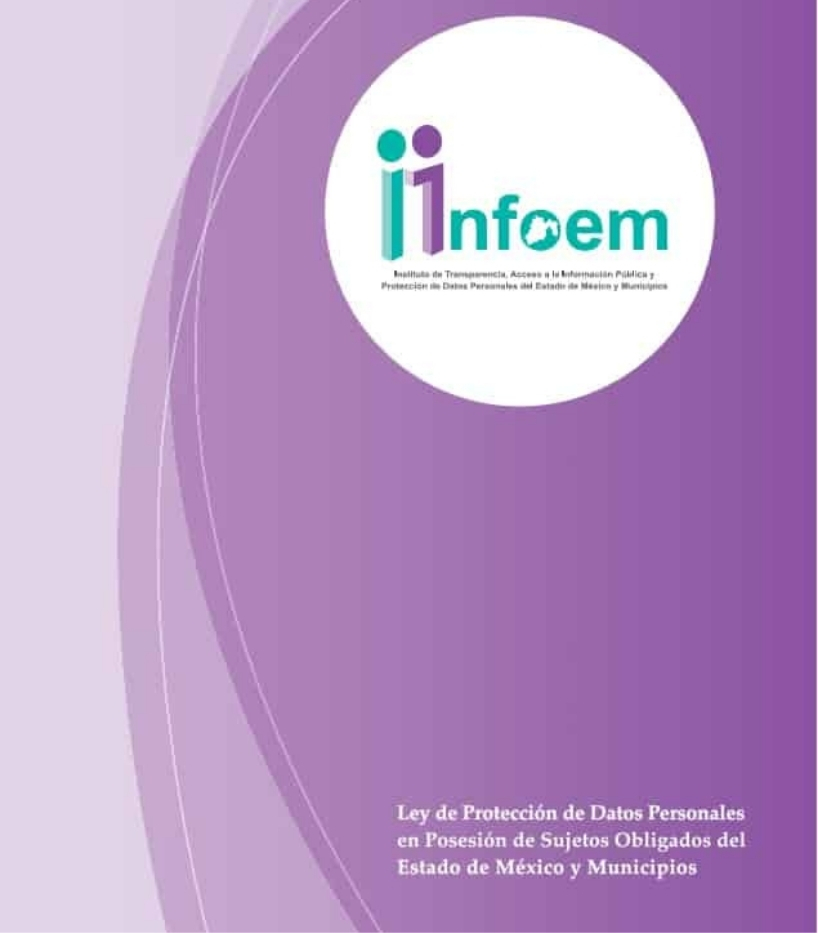 infoem
Instituto de Transparencia, Acceso a la Información Pública y
Protección de Datos Personales del Estado de México y Municipios
Ley de Protección de Datos Personales
en Posesión de Sujetos Obligados del
Estado de México y Municipios